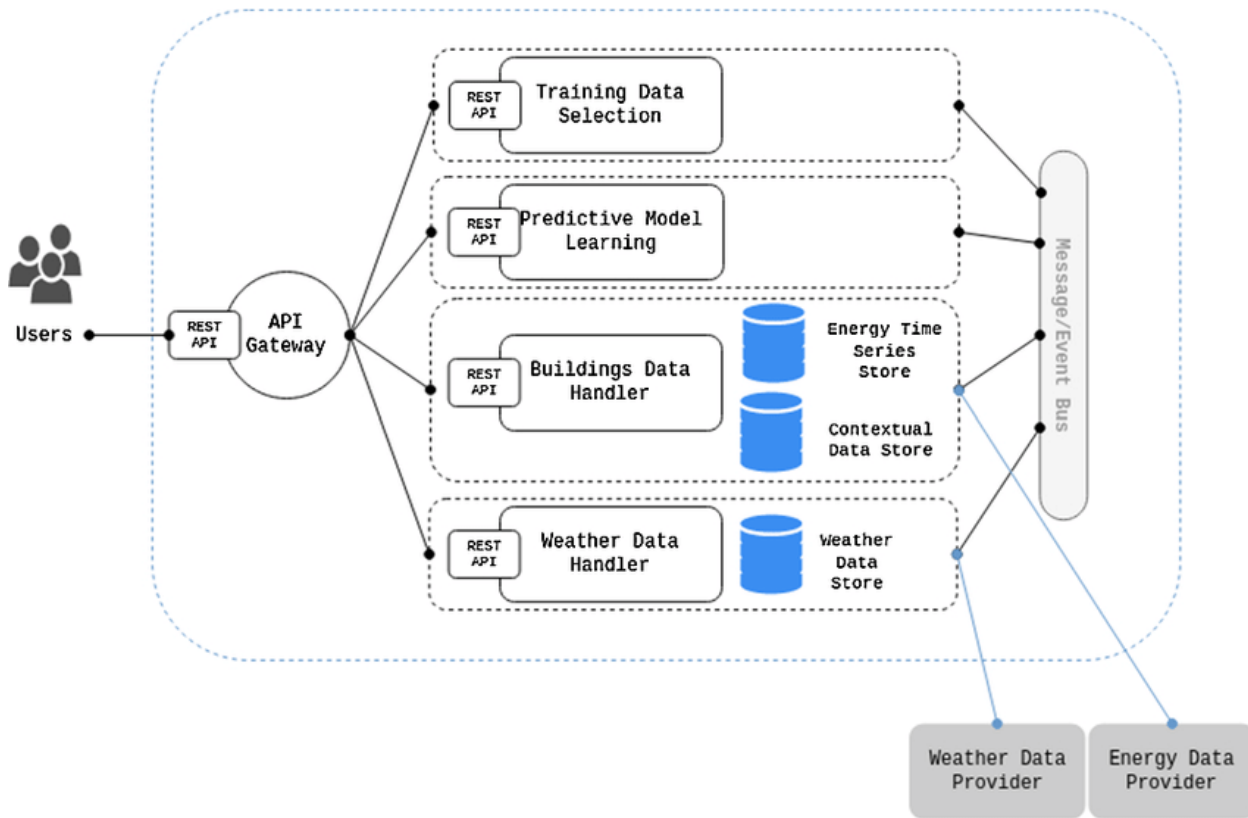 REST
API
Training Data
Selection
REST
API
Predictive Model
Learning
Users
REST
API
API
Gateway
REST
API
Buildings Data
Handler
Energy Time
Series
Store
Contextual
Data Store
Message/Event Bus
REST
API
Weather Data
Handler
Weather
Data
Store
Weather Data
Provider
Energy Data
Provider